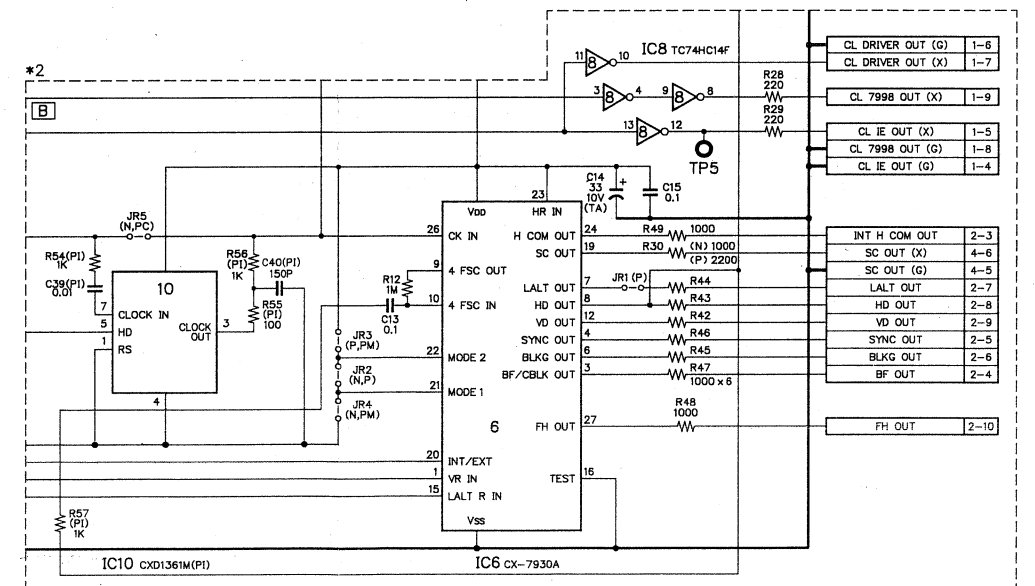 *2
B
IC8 TC74HC14F
11
8
10
3
8
4
9
8
8
13
8
12
TP5
R28
220
R29
220
CL DRIVER OUT (G) 1-6
CL DRIVER OUT (X) 1-7
CL 7998 OUT (X) 1-9
CL IE OUT (X) 1-5
CL 7998 OUT (G) 1-8
CL IE OUT (G) 1-4
C14
33
10V
(TA)
+
C15
0.1
JR5
(N,PC)
R54(PI)
1K
C39(PI)
0.01
R56
(PI)
1K
C40(PI)
150P
R55
(PI)
100
10
7
CLOCK IN
5
HD
1
RS
CLOCK
OUT
3
4
R12
1M
C13
0.1
JR3
(P,PM)
JR2
(N,P)
JR4
(N,PM)
R57
(PI)
1K
VDD
23
HR IN
26 CK IN
9
4 FSC OUT
10
4 FSC IN
22
MODE 2
21
MODE 1
20
INT/EXT
1
VR IN
15
LALT R IN
6
H COM OUT 24
SC OUT 19
LALT OUT 7
HD OUT 8
VD OUT 12
SYNC OUT 4
BLKG OUT 6
BF/CBLK OUT 3
FH OUT 27
TEST 16
VSS
R49 1000
R30 (N) 1000
(P) 2200
JR1 (P)
R44
R43
R42
R46
R45
R47
1000 x 6
R48
1000
INT H COM OUT 2-3
SC OUT (X) 4-6
SC OUT (G) 4-5
LALT OUT 2-7
HD OUT 2-8
VD OUT 2-9
SYNC OUT 2-5
BLKG OUT 2-6
BF OUT 2-4
FH OUT 2-10
IC10 CXD1361M(PI)
IC6 CX-7930A